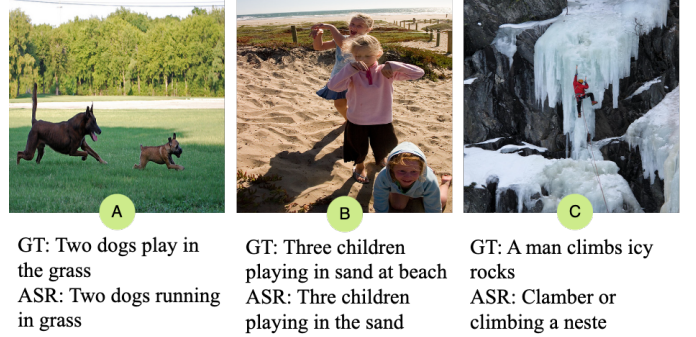 A
GT: Two dogs play in
the grass
ASR: Two dogs running
in grass
B
GT: Three children
playing in sand at beach
ASR: Thre children
playing in the sand
C
GT: A man climbs icy
rocks
ASR: Clamber or
climbing a neste